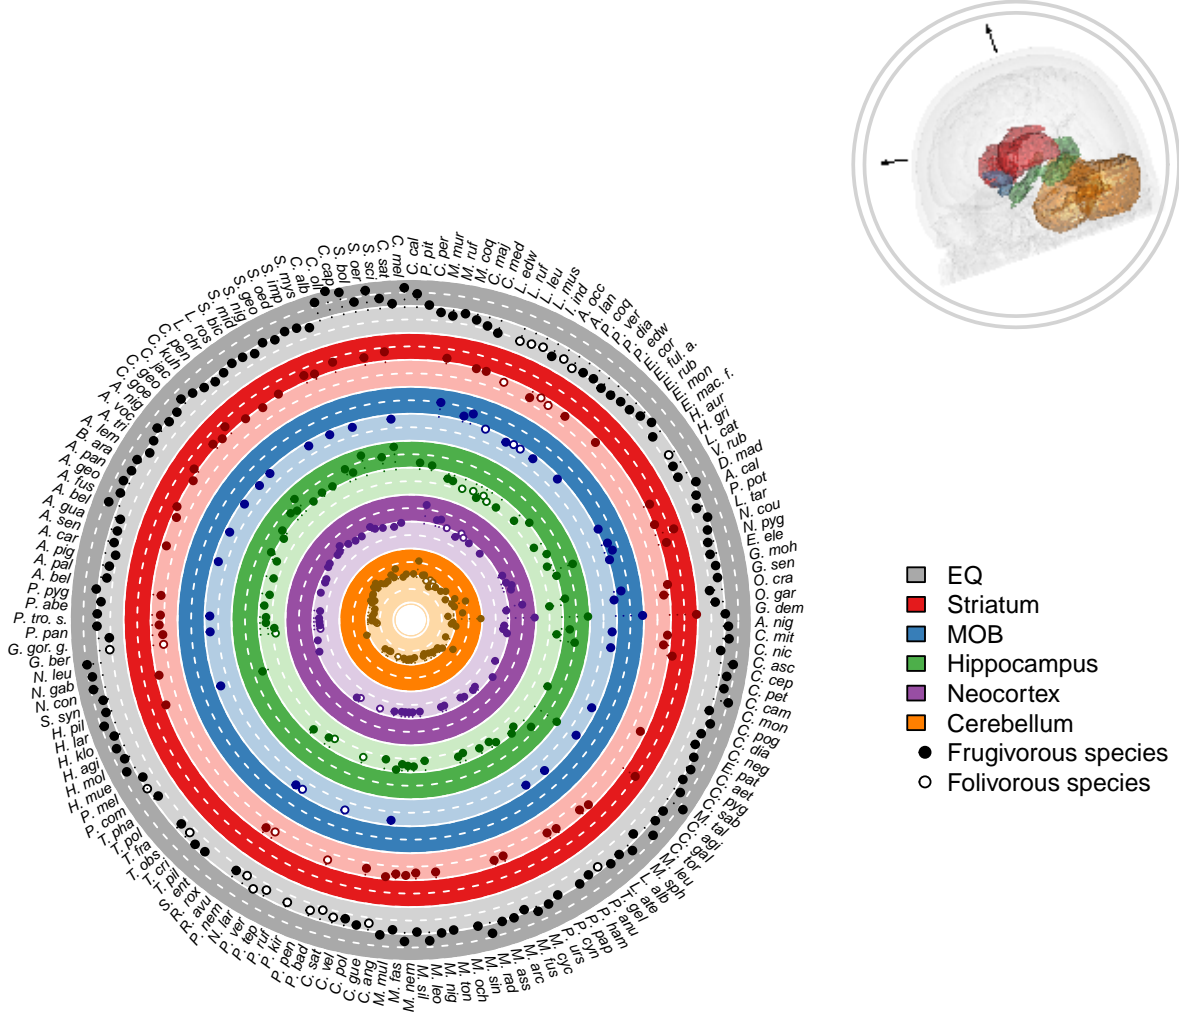 C. cal
P. pit
C. per
M. mur
M. ruf
M. coq
C. maj
C. med
L. edw
L. ruf
L. leu
L. mus
I. ind
A. occ
A. lan
P. coq
P. ver
P. dia
P. edw
E. cor
E. ful. a.
E. rub
E. mon
E. mac. f.
H. aur
H. gri
L. cat
V. rub
D. mad
A. cal
P. pot
L. tar
N. cou
N. pyg
E. ele
G. moh
G. sen
O. cra
O. gar
G. dem
A. nig
C. mit
C. nic
C. asc
C. cep
C. pet
C. cam
C. mon
C. pog
C. dia
C. neg
E. pat
C. aet
C. pyg
C. sab
M. tal
C. agi.
C. gal
C. tor
M. leu
M. sph
L. alb
L. ate
T. gel
P. anu
P. ham
P. pap
P. cyn
P. urs
M. cyc
M. fus
M. arc
M. ass
M. rad
M. sin
M. och
M. ton
M. nig
M. leo
M. sil
M. nem
M. fas
M. mul
C. ang
C. gue
C. pol
C. vel
C. sat
P. bad
P. pen
P. kir
P. ruf
P. tep
P. ver
N. lar
P. nem
R. avu
R. rox
S. ent
T. pil
T. cri
T. obs
T. fra
T. pol
T. pha
P. com
P. mel
H. mue
H. mol
H. agi
H. klo
H. lar
H. pil
S. syn
N. con
N. gab
N. leu
G. ber
G. gor. g.
P. pan
P. tro. s.
P. abe
P. pyg
A. bel
A. pal
A. pig
A. car
A. sen
A. gua
A. bel
A. fus
A. geo
A. pan
B. ara
A. lem
A. tri
A. voc
A. nig
C. goe
C. geo
C. jac
C. kuh
C. pen
L. chr
L. ros
S. bic
S. mid
S. nig
S. geo
S. oed
S. imp
S. mys
C. alb
C. oli
C. cap
S. bol
S. oer
S. sci
C. sat
C. mel
EQ
Striatum
MOB
Hippocampus
Neocortex
Cerebellum
Frugivorous species
Folivorous species